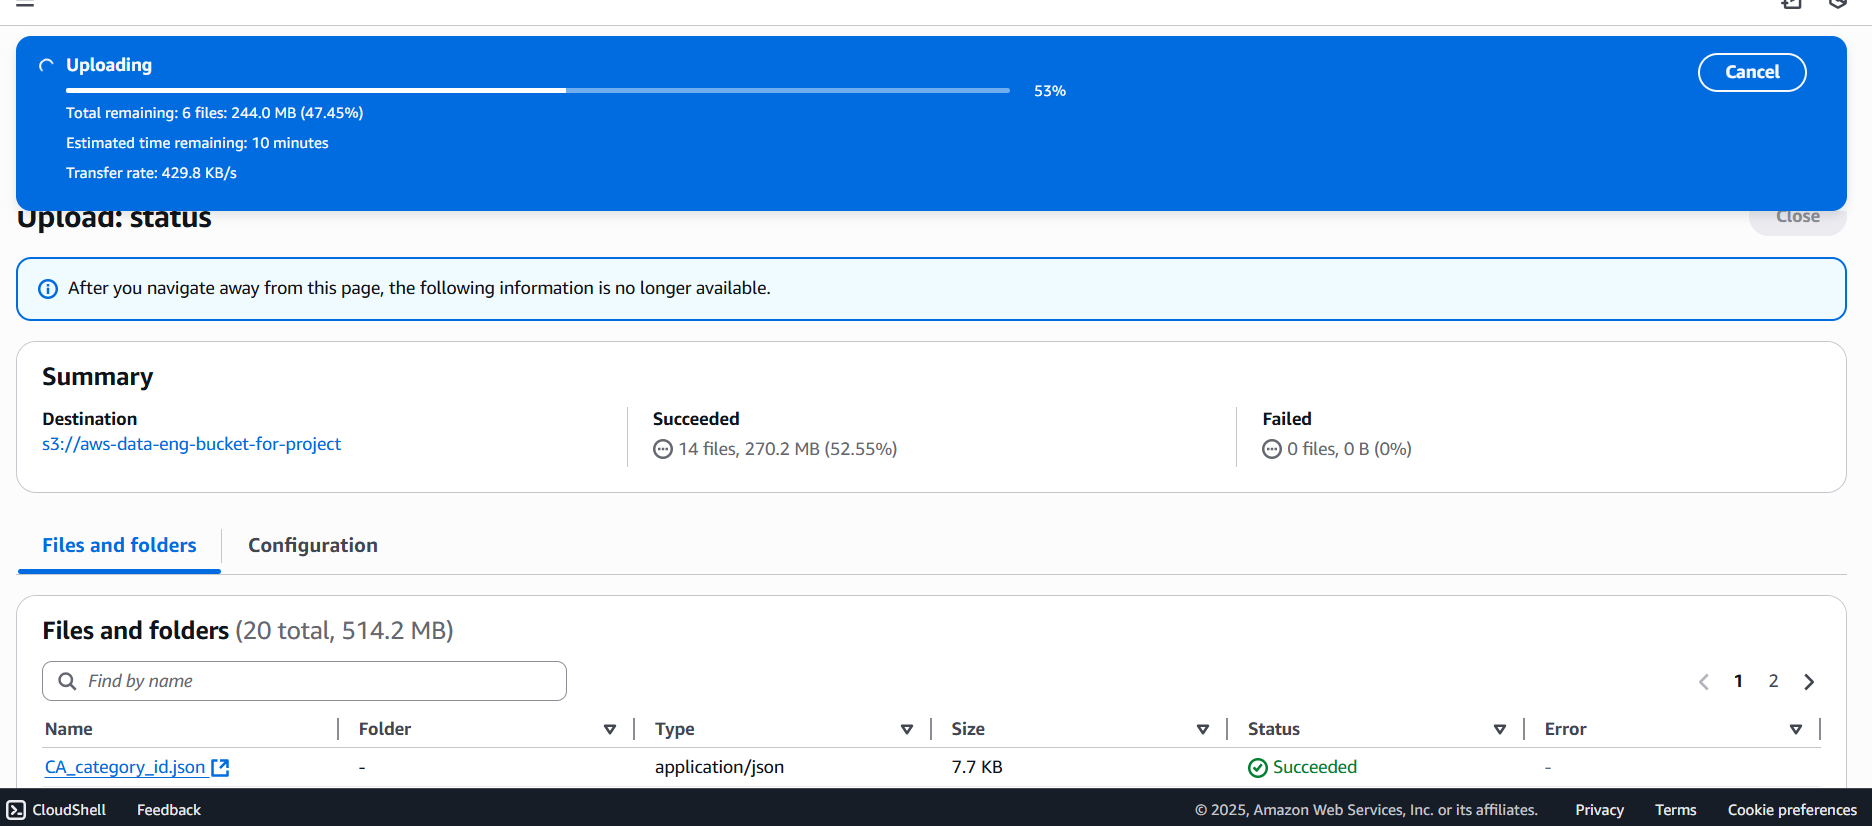 Uploading
Cancel
53%
Total remaining: 6 files: 244.0 MB (47.45%)
Estimated time remaining: 10 minutes
Transfer rate: 429.8 KB/s
Upload: status
Close
After you navigate away from this page, the following information is no longer available.
Summary
Destination
s3://aws-data-eng-bucket-for-project
Succeeded
14 files, 270.2 MB (52.55%)
Failed
0 files, 0 B (0%)
Files and folders
Configuration
Files and folders (20 total, 514.2 MB)
Find by name
1 2
Name Folder Type Size Status Error
CA_category_id.json - application/json 7.7 KB Succeeded -
CloudShell Feedback © 2025, Amazon Web Services, Inc. or its affiliates. Privacy Terms Cookie preferences